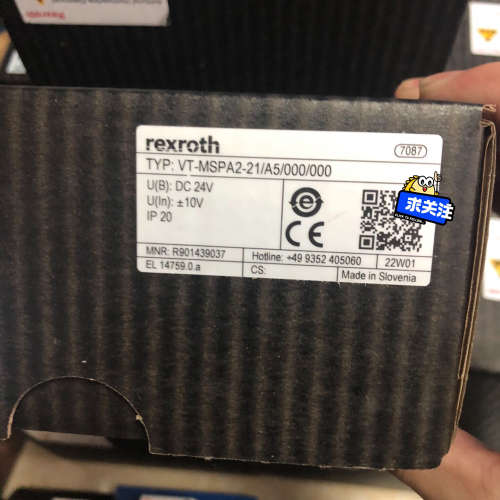 rexroth
7087
TYP: VT-MSPA2-21/A5/000/000
U(B): DC 24V
U(In): ±10V
IP 20
CE
求关注
MNR: R901439037
Hotline: +49 9352 405060
22W01
EL 14759.0.a
CS:
Made in Slovenia